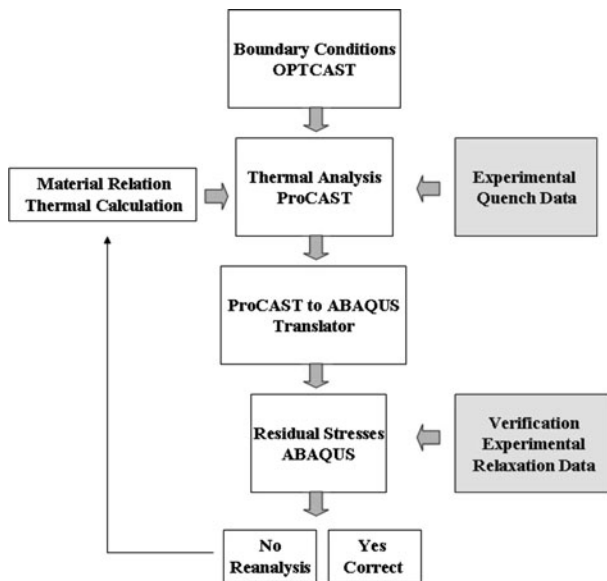 Boundary Conditions
OPTCAST
Material Relation
Thermal Calculation
Thermal Analysis
ProCAST
Experimental
Quench Data
ProCAST to ABAQUS
Translator
Residual Stresses
ABAQUS
Verification
Experimental
Relaxation Data
No
Reanalysis
Yes
Correct